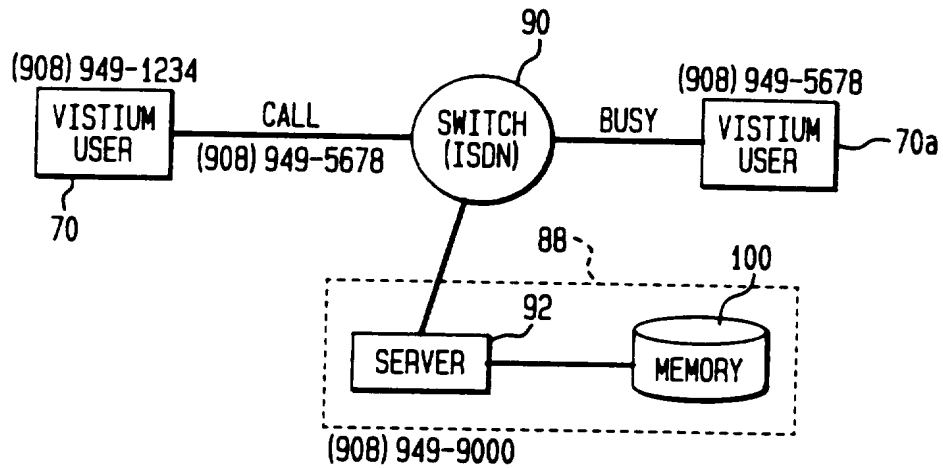 90
(908) 949-1234
(908) 949-5678
VISTIUM
USER
CALL
(908) 949-5678
SWITCH
(ISDN)
BUSY
VISTIUM
USER
70a
70
88
100
92
SERVER
MEMORY
(908) 949-9000